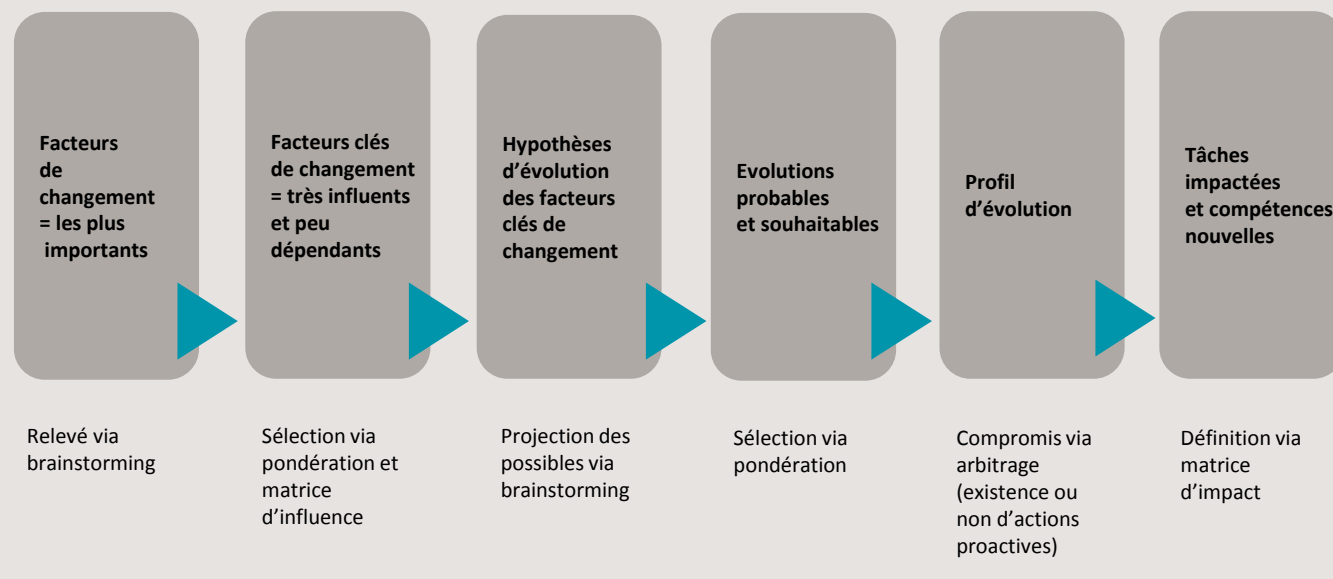 Facteurs
de
changement
= les plus
importants
Facteurs clés
de changement
= très influents
et peu
dépendants
Hypothèses
d’évolution
des facteurs
clés de
changement
Evolutions
probables
et souhaitables
Profil
d’évolution
Tâches
impactées
et compétences
nouvelles
Relevé via
brainstorming
Sélection via
pondération et
matrice
d’influence
Projection des
possibles via
brainstorming
Sélection via
pondération
Compromis via
arbitrage
(existence ou
non d’actions
proactives)
Définition via
matrice
d’impact